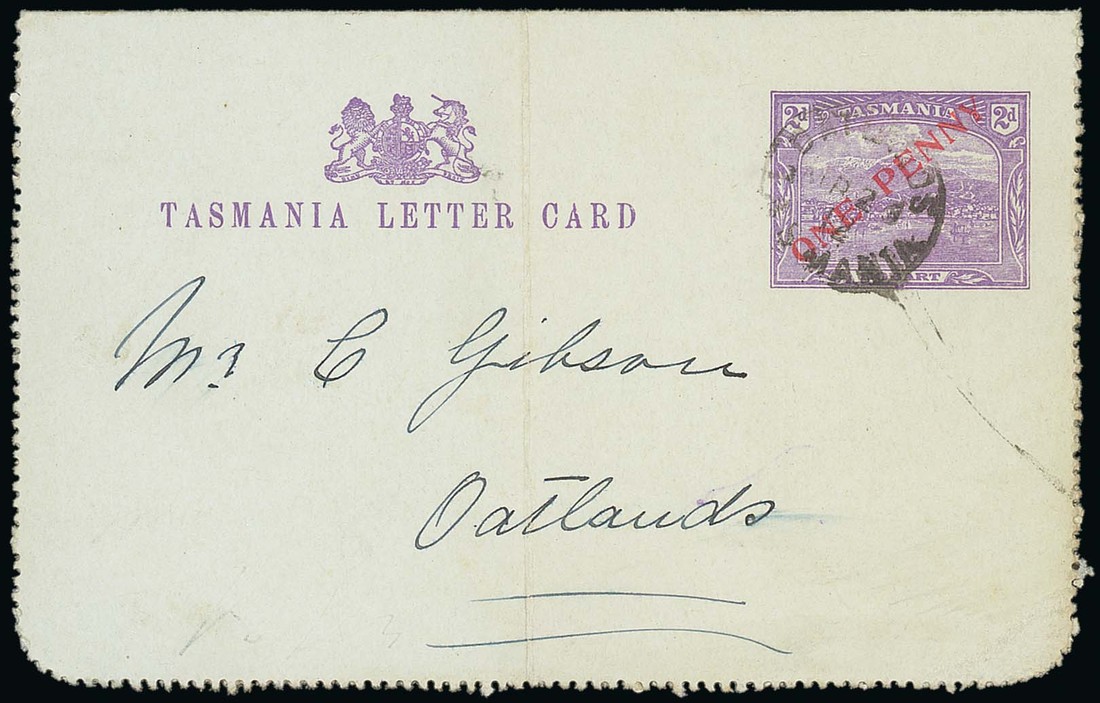 2d TASMANIA 2d
ONE PENNY
TASMANIA LETTER CARD
Mr C Gibson
Oatlands